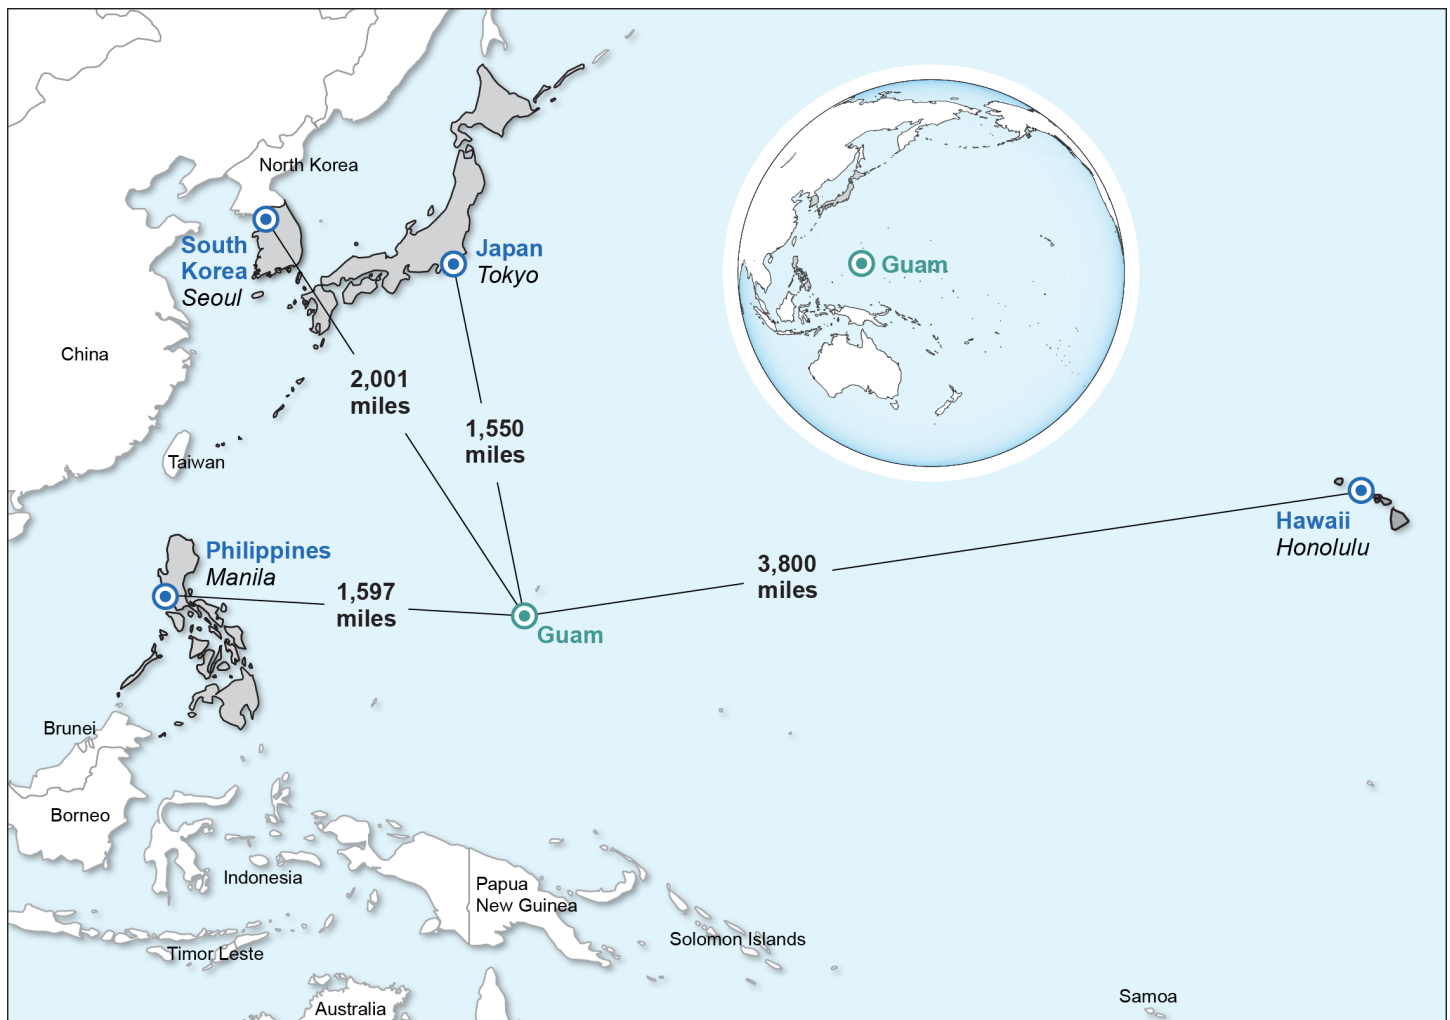 North Korea
South
Korea
Seoul
Japan
Tokyo
Guam
China
2,001
miles
1,550
miles
Taiwan
Hawaii
Honolulu
Philippines
Manila
1,597
miles
3,800
miles
Guam
Brunei
Borneo
Indonesia
Papua
New Guinea
Solomon Islands
Timor Leste
Samoa
Australia